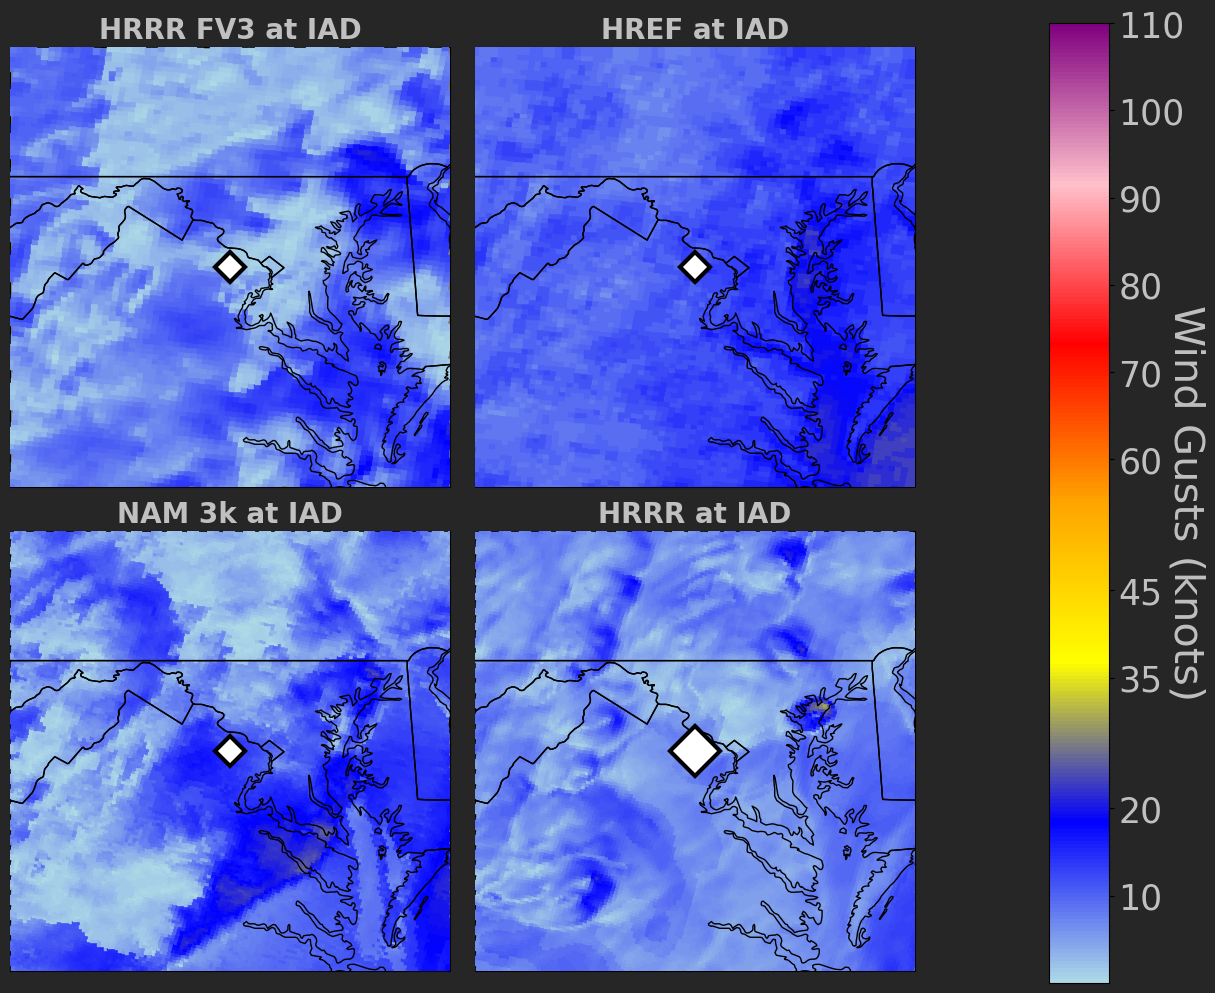 HRRR FV3 at IAD
HREF at IAD
NAM 3k at IAD
HRRR at IAD
110
100
90
80
70
60
45
35
20
10
Wind Gusts (knots)